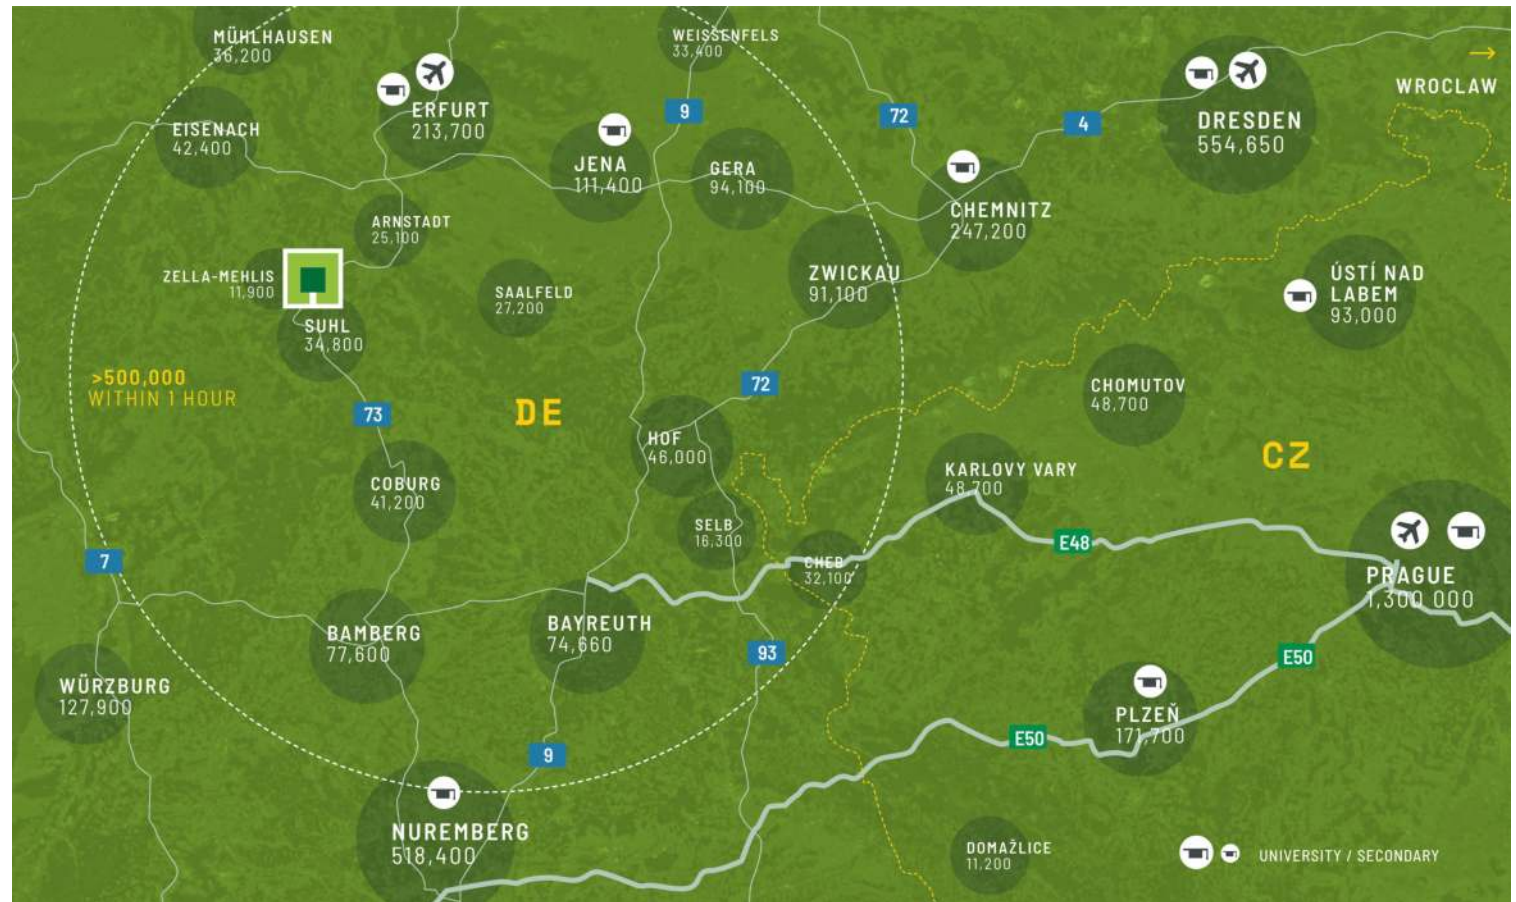 MÜHLHAUSEN
36,200
WEISSENFELS
33,400
ERFURT
213,700
EISENACH
42,400
9
72
4
DRESDEN
554,650
→
WROCLAW
JENA
111,400
GERA
94,100
ARNSTADT
25,100
CHEMNITZ
247,200
ZELLA-MEHLIS
11,900
SAALFELD
27,200
ZWICKAU
91,100
ÚSTÍ NAD
LABEM
93,000
SUHL
34,800
>500,000
WITHIN 1 HOUR
73
DE
72
CHOMUTOV
48,700
HOF
46,000
CZ
COBURG
41,200
KARLOVY VARY
48,700
SELB
16,300
E48
7
CHEB
32,100
PRAGUE
1,300 000
BAMBERG
77,600
BAYREUTH
74,660
93
E50
WÜRZBURG
127,900
PLZEŇ
171,700
E50
9
NUREMBERG
518,400
DOMAŽLICE
11,200
UNIVERSITY / SECONDARY